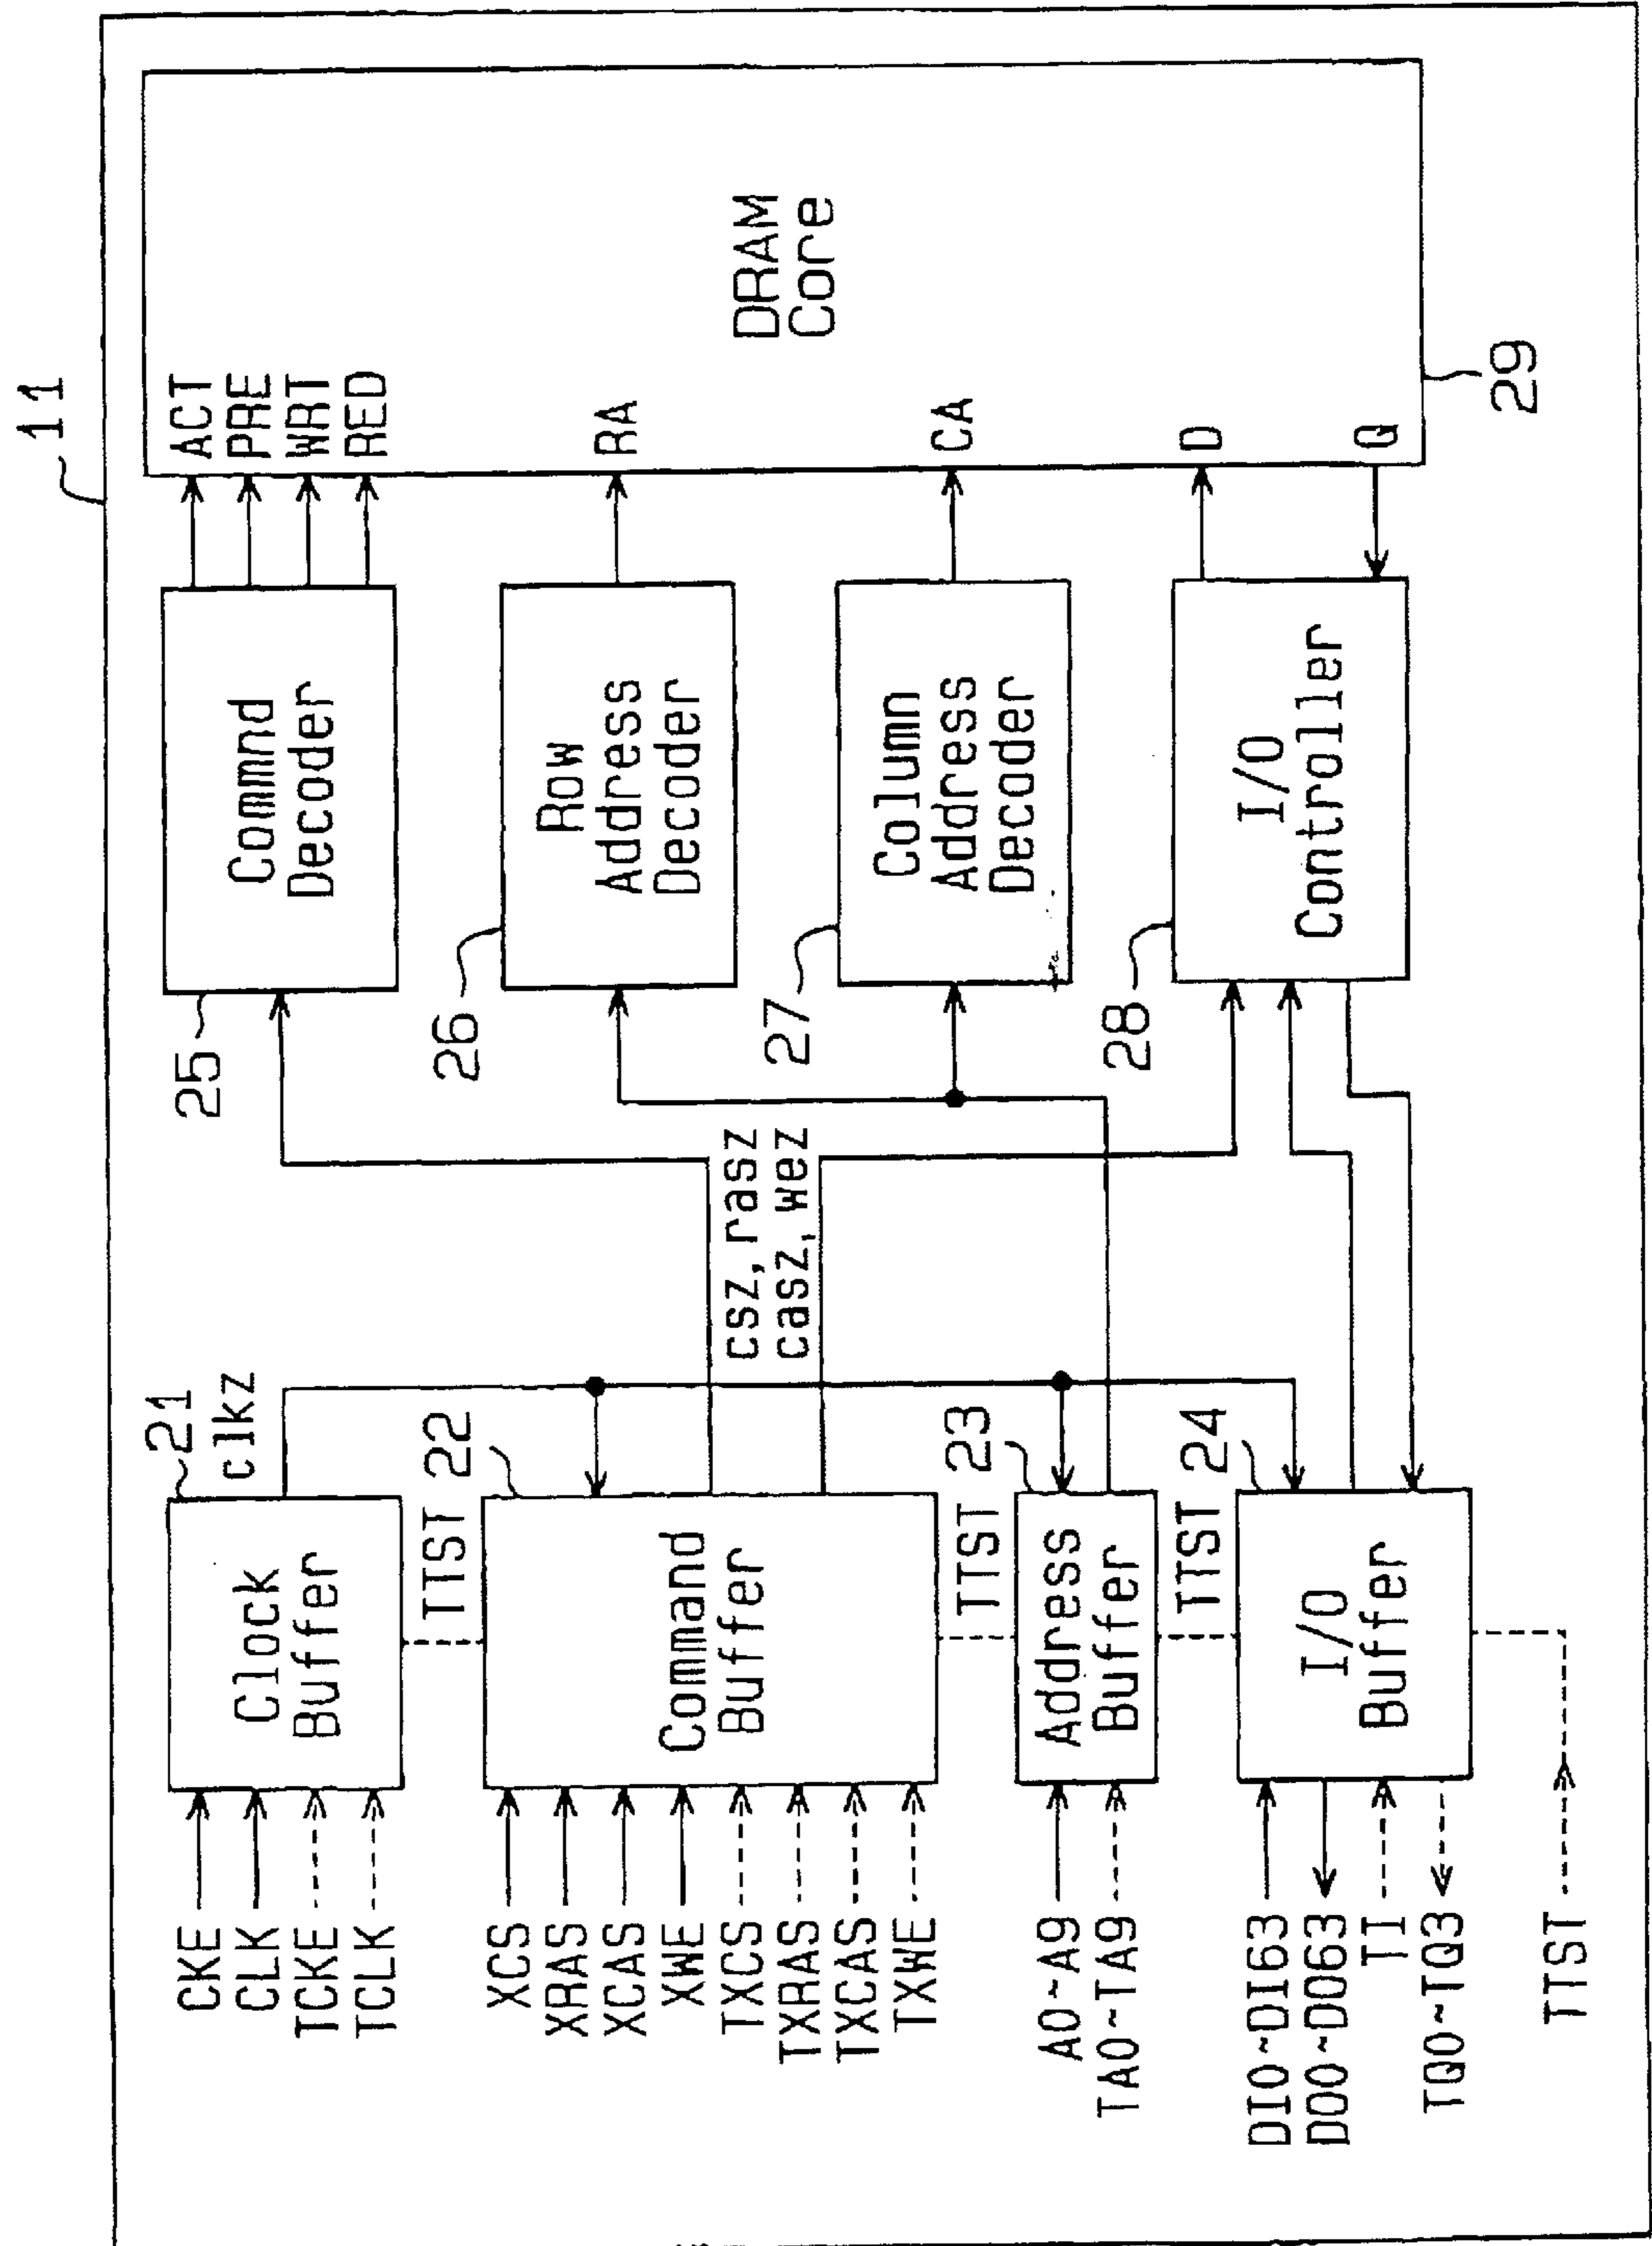 11
CKE
CLK
TCKE
TCLK
Clock
Buffer
21
clkz
TTST
XCS
XRAS
XCAS
XWE
TXCS
TXRAS
TXCAS
TXWE
Command
Buffer
22
csz,rasz
casz,wez
TTST
A0~A9
TA0~TA9
Address
Buffer
23
TTST
DI0~DI63
DO0~DO63
TI
TQ0~TQ3
I/O
Buffer
24
TTST
25
Commnd
Decoder
26
Row
Address
Decoder
27
Column
Address
Decoder
28
I/O
Controller
ACT
PRE
WRT
RED
RA
CA
D
Q
DRAM
Core
29